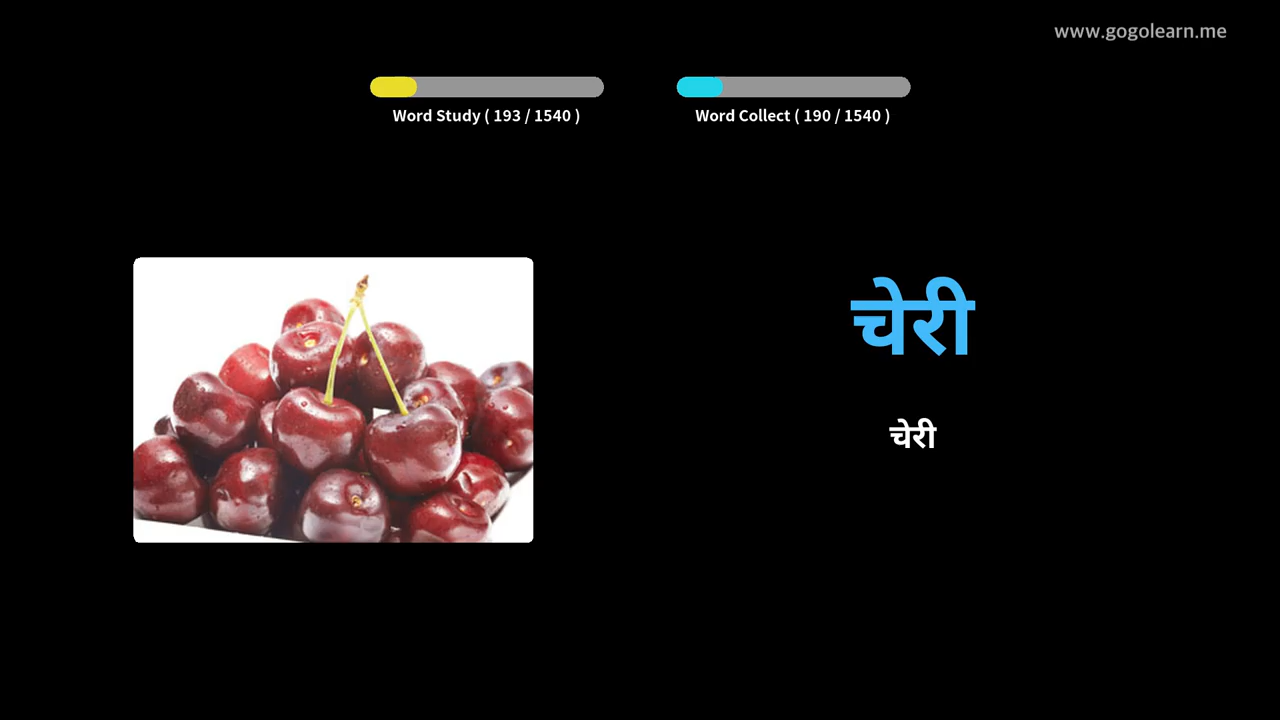 www.gogolearn.me
Word Study ( 193 / 1540 )
Word Collect ( 190 / 1540 )
चेरी
चेरी